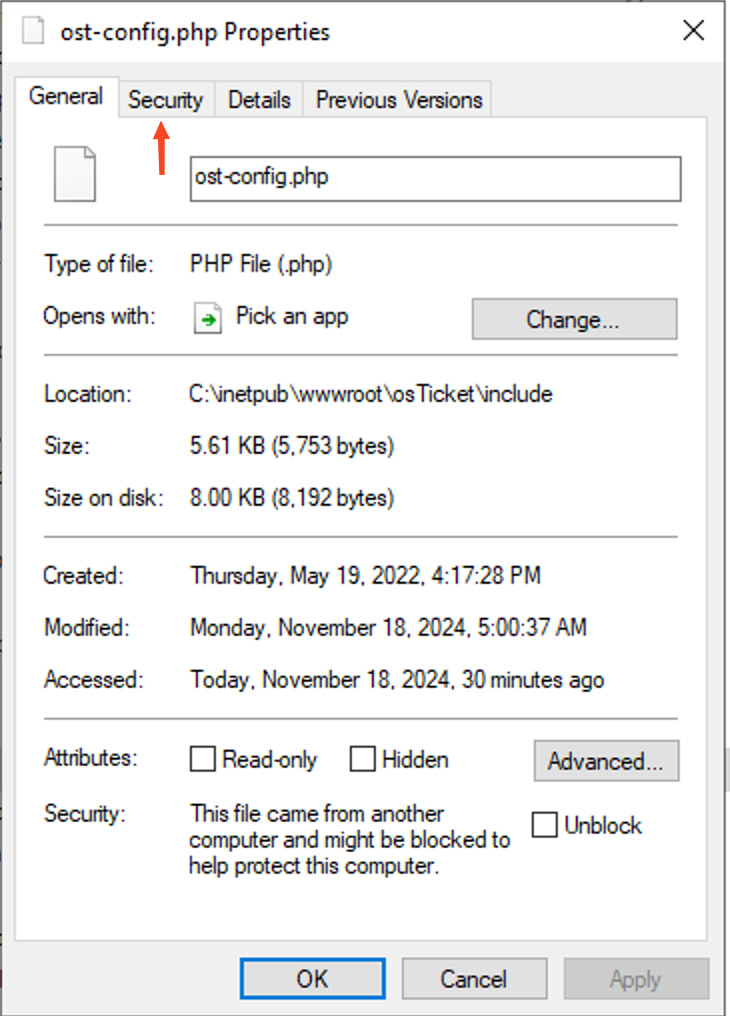 ost-config.php Properties
General Security Details Previous Versions
ost-config.php
Type of file: PHP File (.php)
Opens with: Pick an app Change...
Location: C:\inetpub\wwwroot\osTicket\include
Size: 5.61 KB (5,753 bytes)
Size on disk: 8.00 KB (8,192 bytes)
Created: Thursday, May 19, 2022, 4:17:28 PM
Modified: Monday, November 18, 2024, 5:00:37 AM
Accessed: Today, November 18, 2024, 30 minutes ago
Attributes: Read-only Hidden Advanced...
Security: This file came from another
computer and might be blocked to Unblock
help protect this computer.
OK Cancel Apply